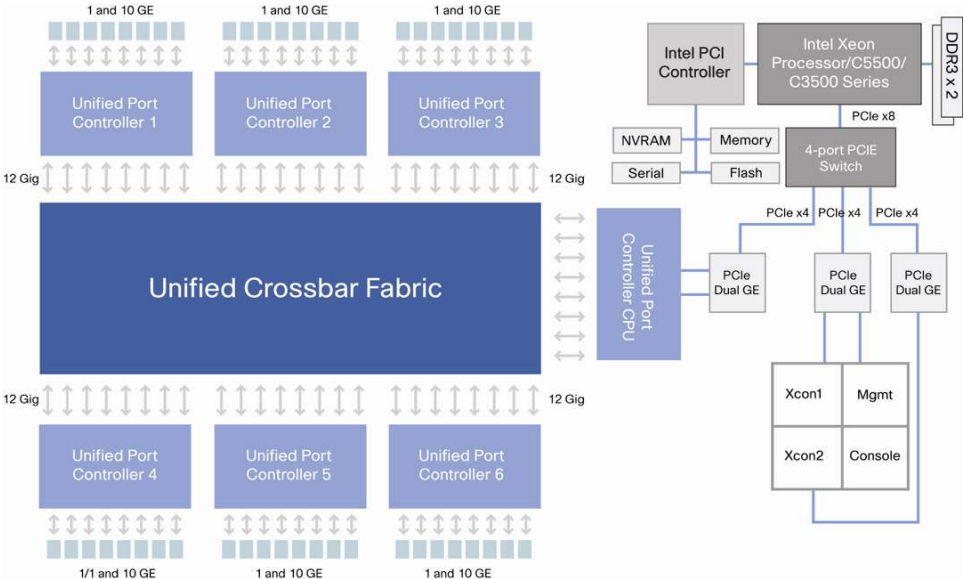 1 and 10 GE
1 and 10 GE
1 and 10 GE
Unified Port
Controller 1
Unified Port
Controller 2
Unified Port
Controller 3
12 Gig
12 Gig
Unified Crossbar Fabric
12 Gig
12 Gig
Unified Port
Controller 4
Unified Port
Controller 5
Unified Port
Controller 6
1/1 and 10 GE
1 and 10 GE
1 and 10 GE
Unified Port
Controller CPU
Intel PCI
Controller
Intel Xeon
Processor/C5500/
C3500 Series
DDR3 x 2
NVRAM
Memory
Serial
Flash
PCIe x8
4-port PCIE
Switch
PCIe x4
PCIe x4
PCIe x4
PCIe
Dual GE
PCIe
Dual GE
PCIe
Dual GE
Xcon1
Mgmt
Xcon2
Console